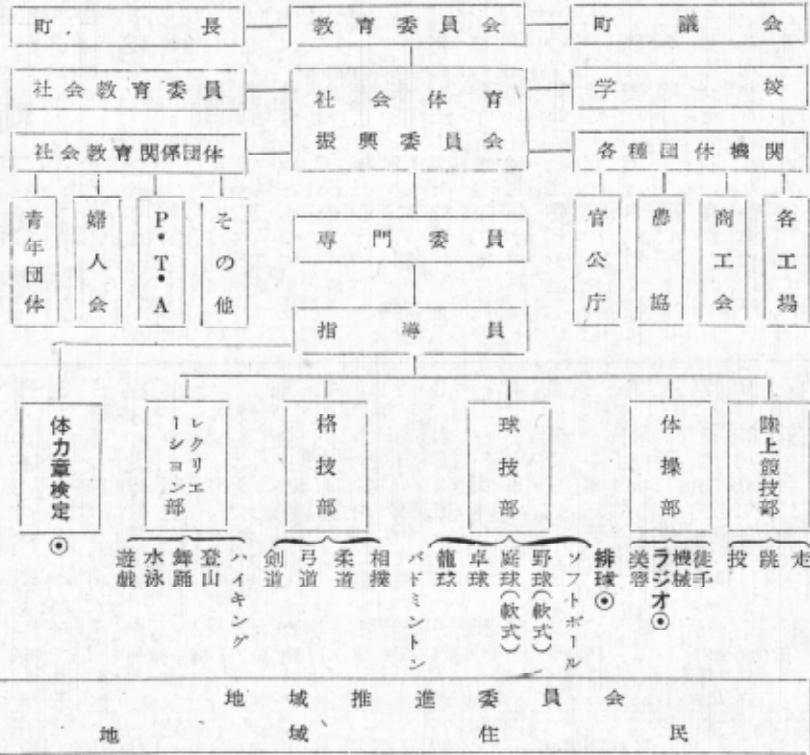 町長
教育委員会
町議会
社会教育委員
社会体育
振興委員会
学校
社会教育関係団体
各種団体機関
青年団体
婦人会
P・T・A
その他
専門委員
官公庁
農協
商工会
各工場
指導員
体力章検定◉
レクリエ
ーション部
格技部
球技部
体操部
陸上競技部
走
跳
投
徒手
機械
ラジオ◉
美容
排球◉
ソフトボール
野球(軟式)
庭球(軟式)
卓球
籠球
バドミントン
相撲
柔道
弓道
剣道
ハイキング
登山
舞踊
水泳
遊戯
地域推進委員会
地域住民